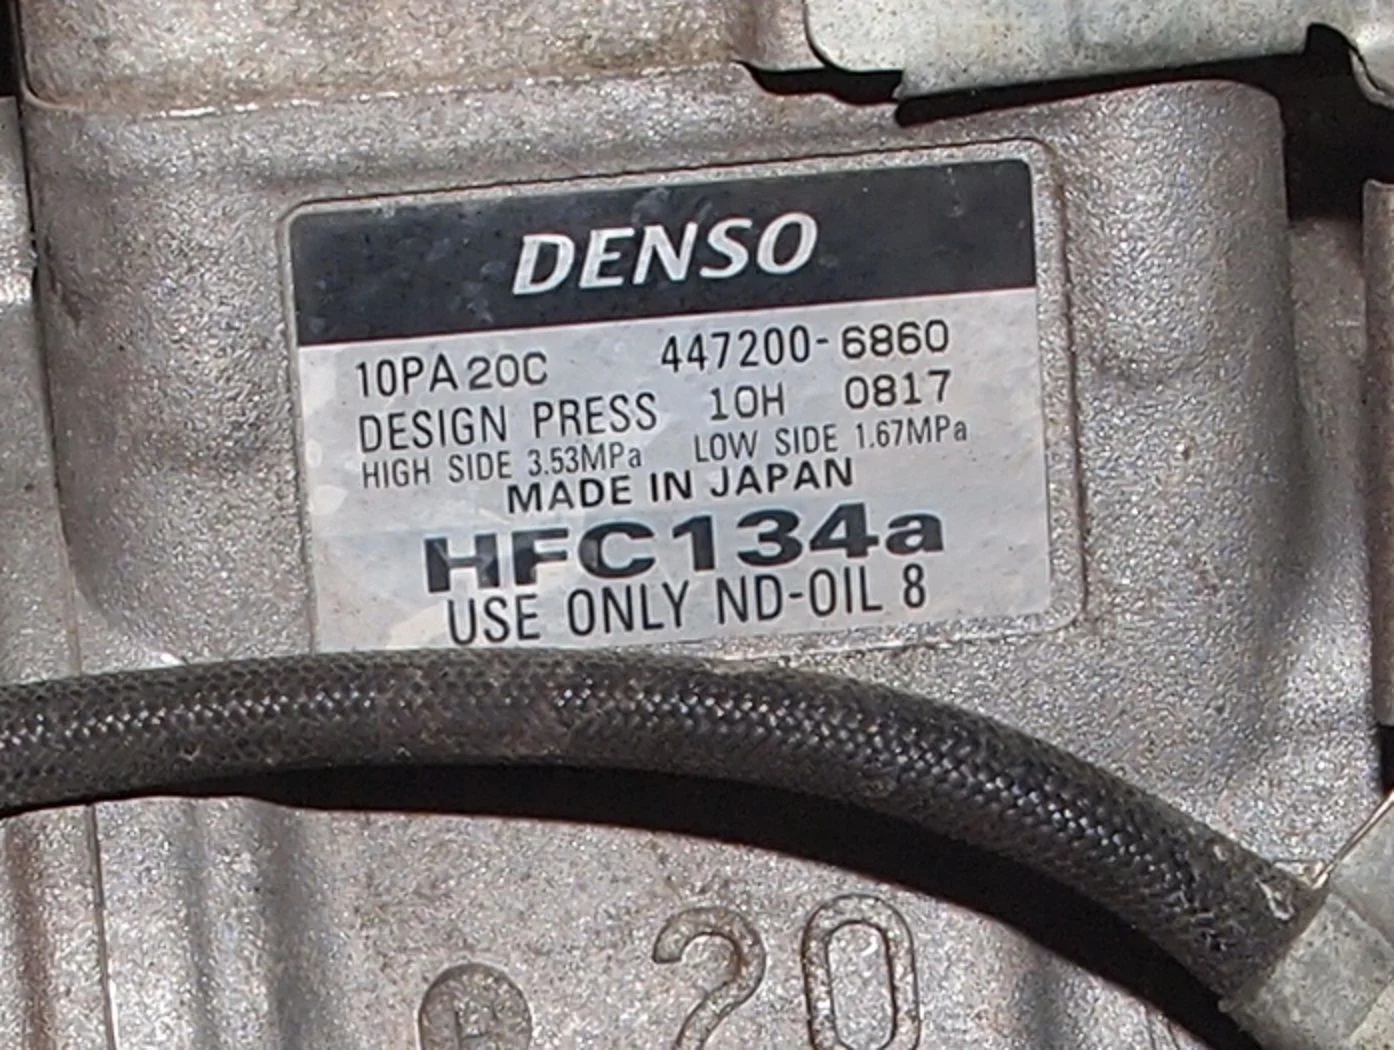 DENSO
10PA20C 447200-6860
DESIGN PRESS 10H 0817
HIGH SIDE 3.53MPa LOW SIDE 1.67MPa
MADE IN JAPAN
HFC134a
USE ONLY ND-OIL 8
20